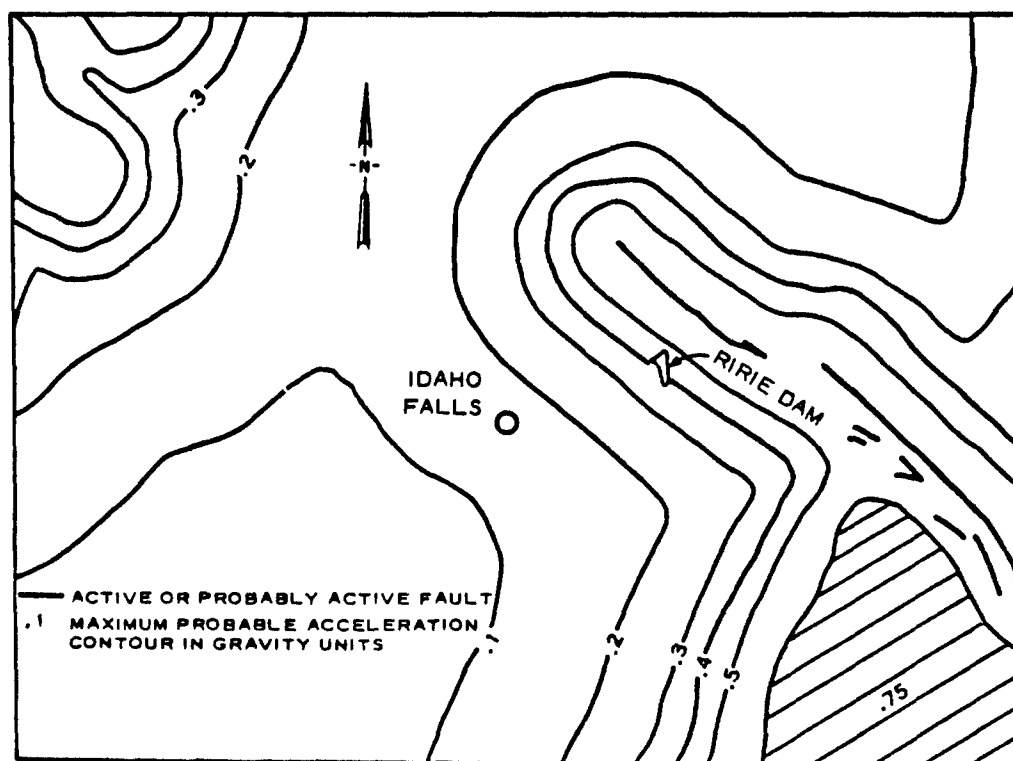 .3
.2
-N-
IDAHO
FALLS
RIRIE DAM
ACTIVE OR PROBABLY ACTIVE FAULT
.1 MAXIMUM PROBABLE ACCELERATION
CONTOUR IN GRAVITY UNITS
.1
.2
.3
.4
.5
.75